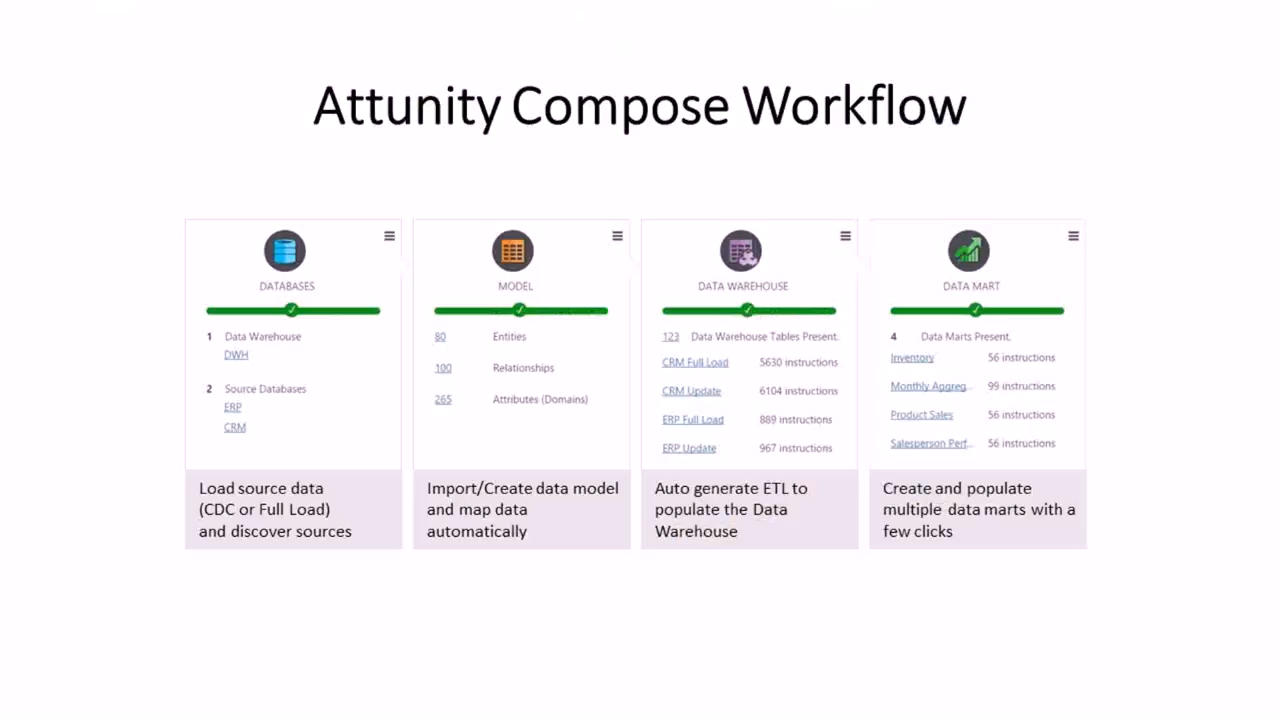 Attunity Compose Workflow
DATABASES
1 Data Warehouse
DWH
2 Source Databases
ERP
CRM
Load source data
(CDC or Full Load)
and discover sources
MODEL
80 Entities
100 Relationships
265 Attributes (Domains)
Import/Create data model
and map data
automatically
DATA WAREHOUSE
123 Data Warehouse Tables Present.
CRM Full Load 5630 instructions
CRM Update 6104 instructions
ERP Full Load 889 instructions
ERP Update 967 instructions
Auto generate ETL to
populate the Data
Warehouse
DATA MART
4 Data Marts Present.
Inventory 56 instructions
Monthly Aggreg... 99 instructions
Product Sales 56 instructions
Salesperson Perf... 56 instructions
Create and populate
multiple data marts with a
few clicks